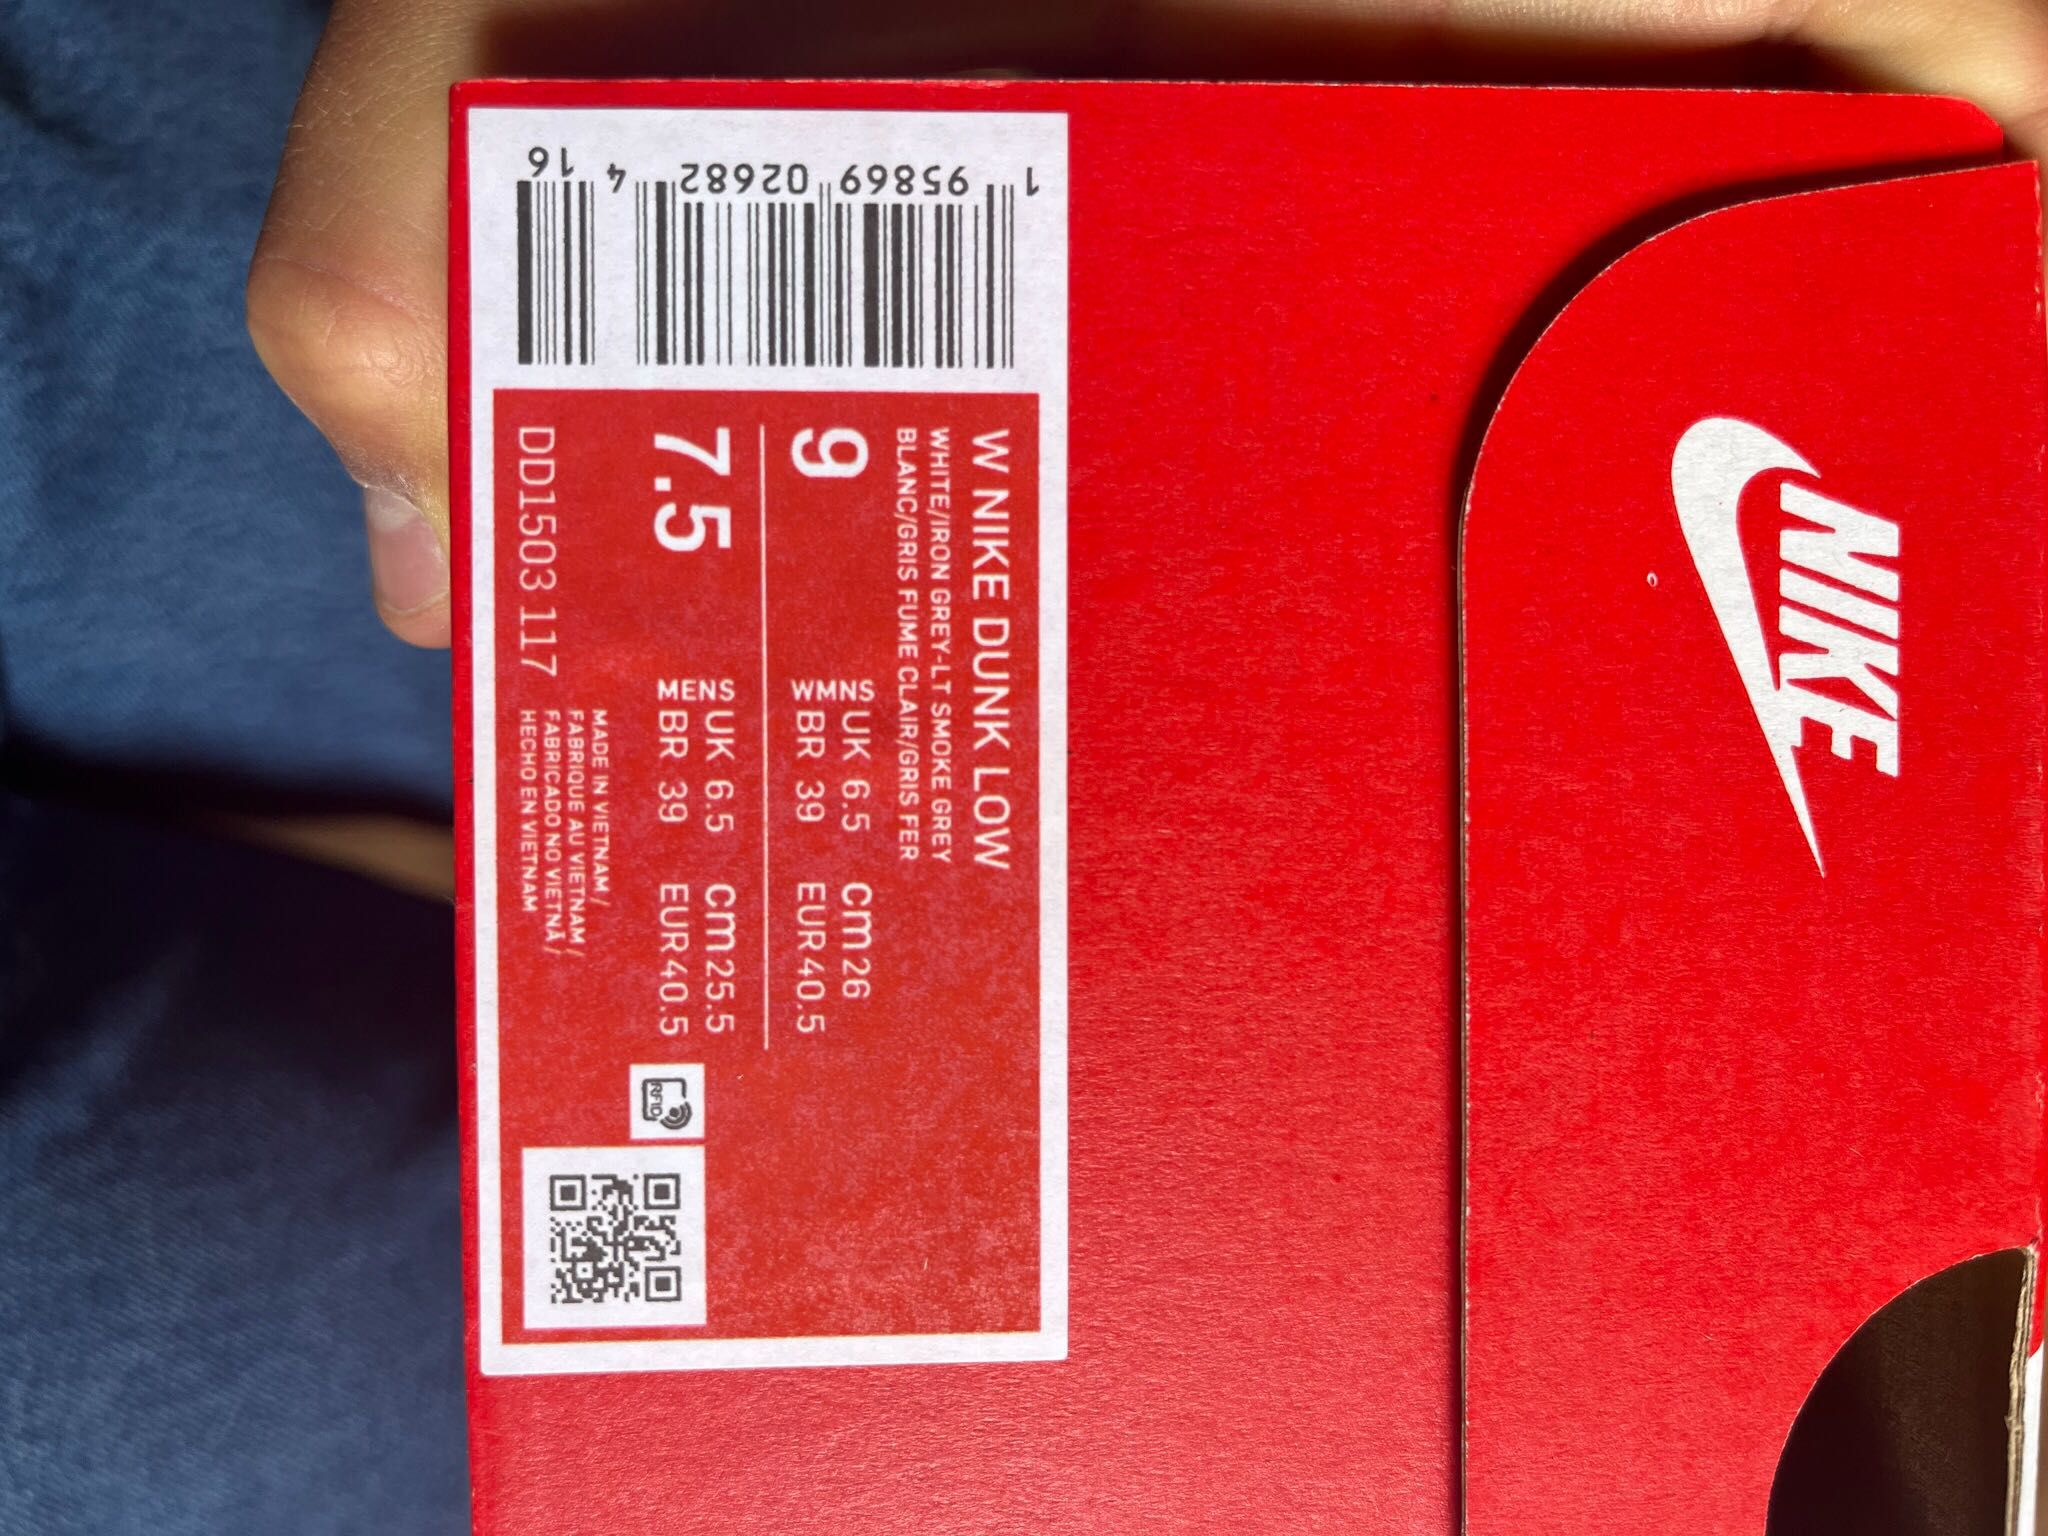 NIKE
W NIKE DUNK LOW
WHITE/IRON GREY-LT SMOKE GREY
BLANC/GRIS FUME CLAIR/GRIS FER
9 WMNS UK 6.5 cm 26
BR 39 EUR 40.5
7.5 MENS UK 6.5 cm 25.5
BR 39 EUR 40.5
DD1503 117
MADE IN VIETNAM /
FABRIQUE AU VIETNAM /
FABRICADO NO VIETNÃ /
HECHO EN VIETNAM
RFID
1 95869 02682 4 16